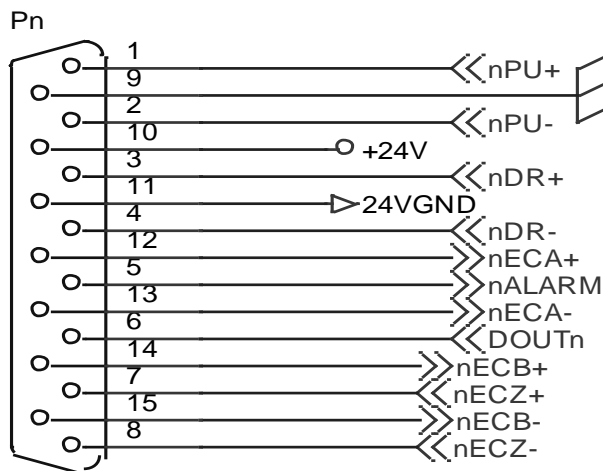 Pn
1 nPU+
9
2 nPU-
10 +24V
3 nDR+
11 24VGND
4 nDR-
12 nECA+
5 nALARM
13 nECA-
6 DOUTn
14 nECB+
7 nECZ+
15 nECB-
8 nECZ-